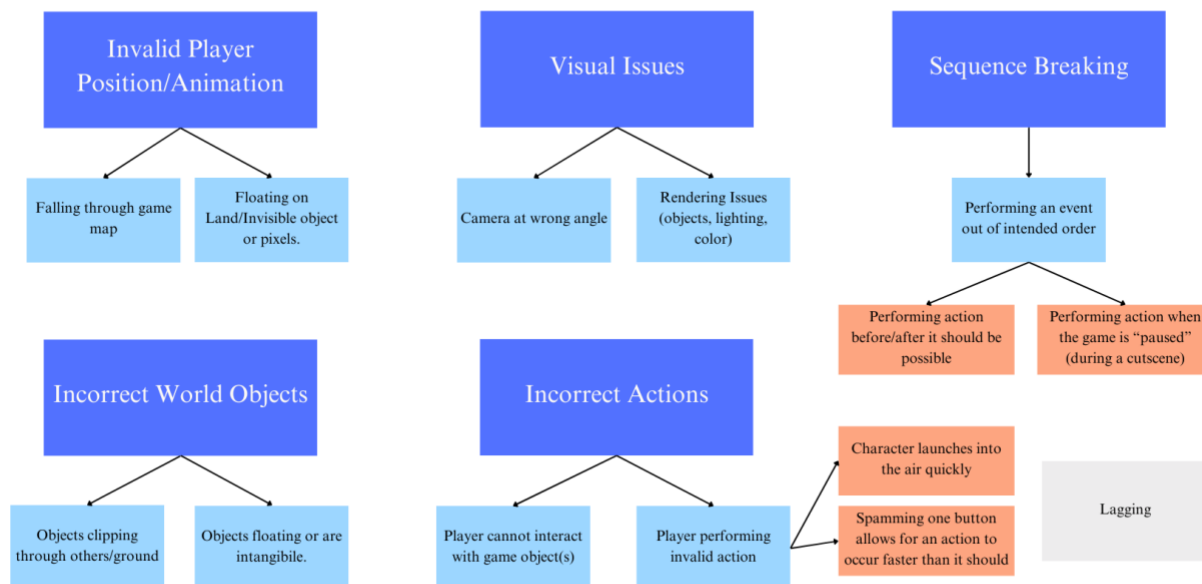 Invalid Player
Position/Animation
Visual Issues
Sequence Breaking
Falling through game
map
Floating on
Land/Invisible object
or pixels.
Camera at wrong angle
Rendering Issues
(objects, lighting,
color)
Performing an event
out of intended order
Performing action
before/after it should be
possible
Performing action when
the game is “paused”
(during a cutscene)
Incorrect World Objects
Incorrect Actions
Objects clipping
through others/ground
Objects floating or are
intangible.
Player cannot interact
with game object(s)
Player performing
invalid action
Character launches into
the air quickly
Spamming one button
allows for an action to
occur faster than it should
Lagging